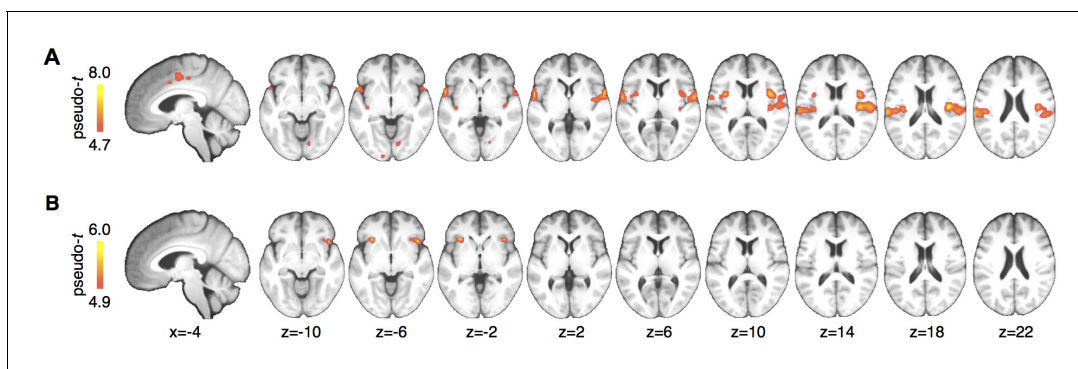 A
8.0
pseudo-t
4.7
B
6.0
pseudo-t
4.9
x=-4 z=-10 z=-6 z=-2 z=2 z=6 z=10 z=14 z=18 z=22